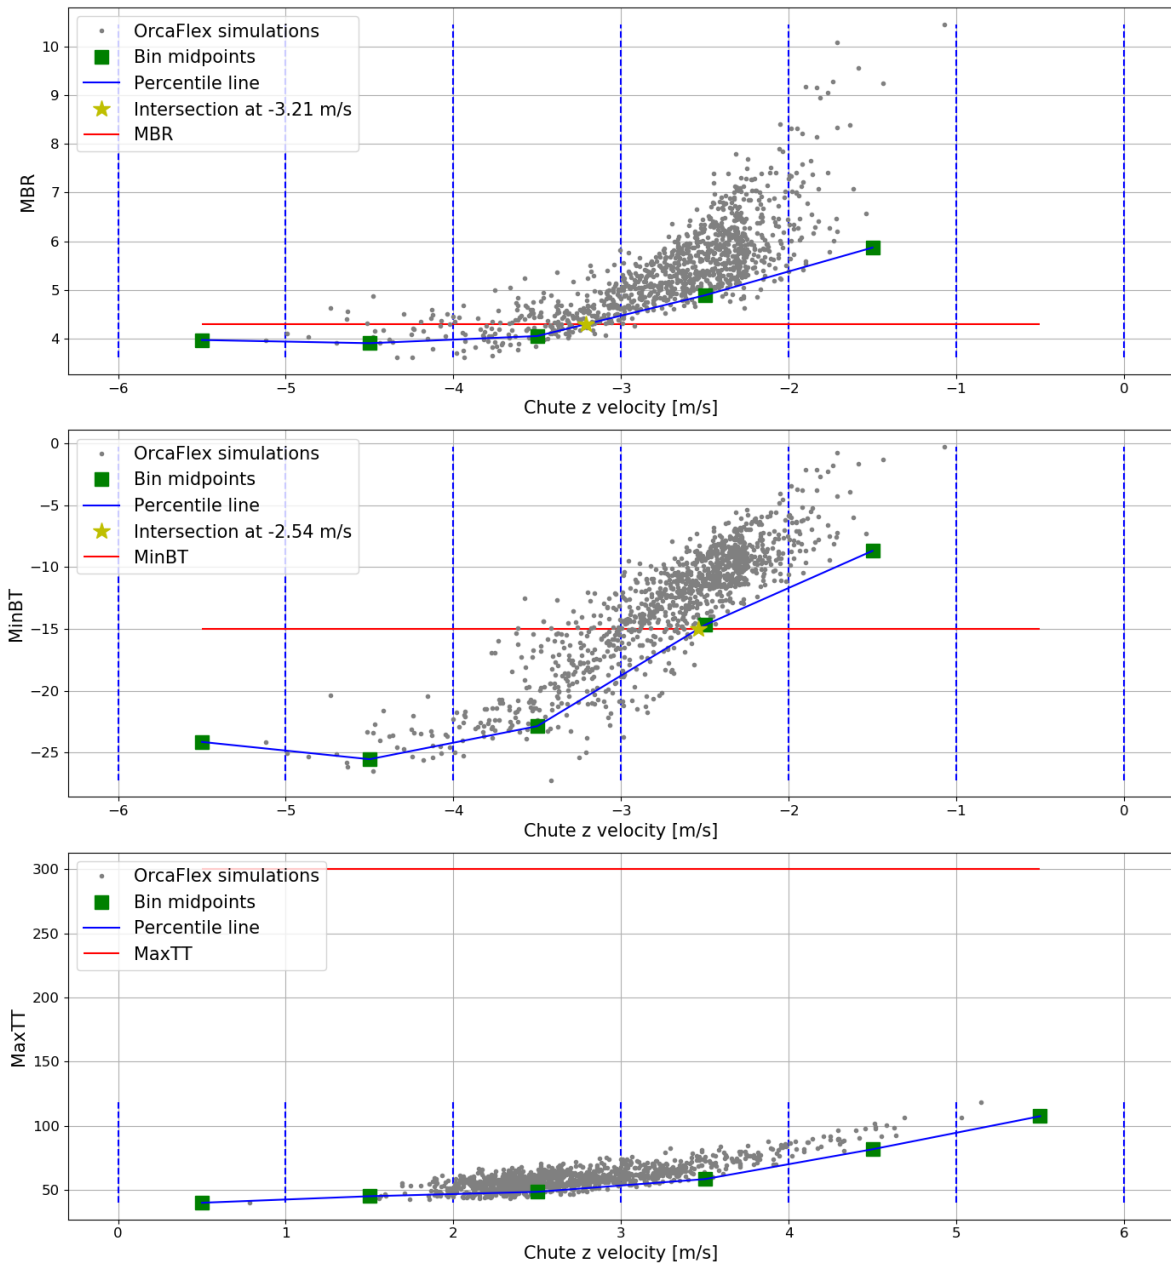 OrcaFlex simulations
Bin midpoints
Percentile line
Intersection at -3.21 m/s
MBR
10
9
8
7
6
5
4
MBR
−6 −5 −4 −3 −2 −1 0
Chute z velocity [m/s]
OrcaFlex simulations
Bin midpoints
Percentile line
Intersection at -2.54 m/s
MinBT
0
−5
−10
−15
−20
−25
MinBT
−6 −5 −4 −3 −2 −1 0
Chute z velocity [m/s]
OrcaFlex simulations
Bin midpoints
Percentile line
MaxTT
300
250
200
150
100
50
MaxTT
0 1 2 3 4 5 6
Chute z velocity [m/s]